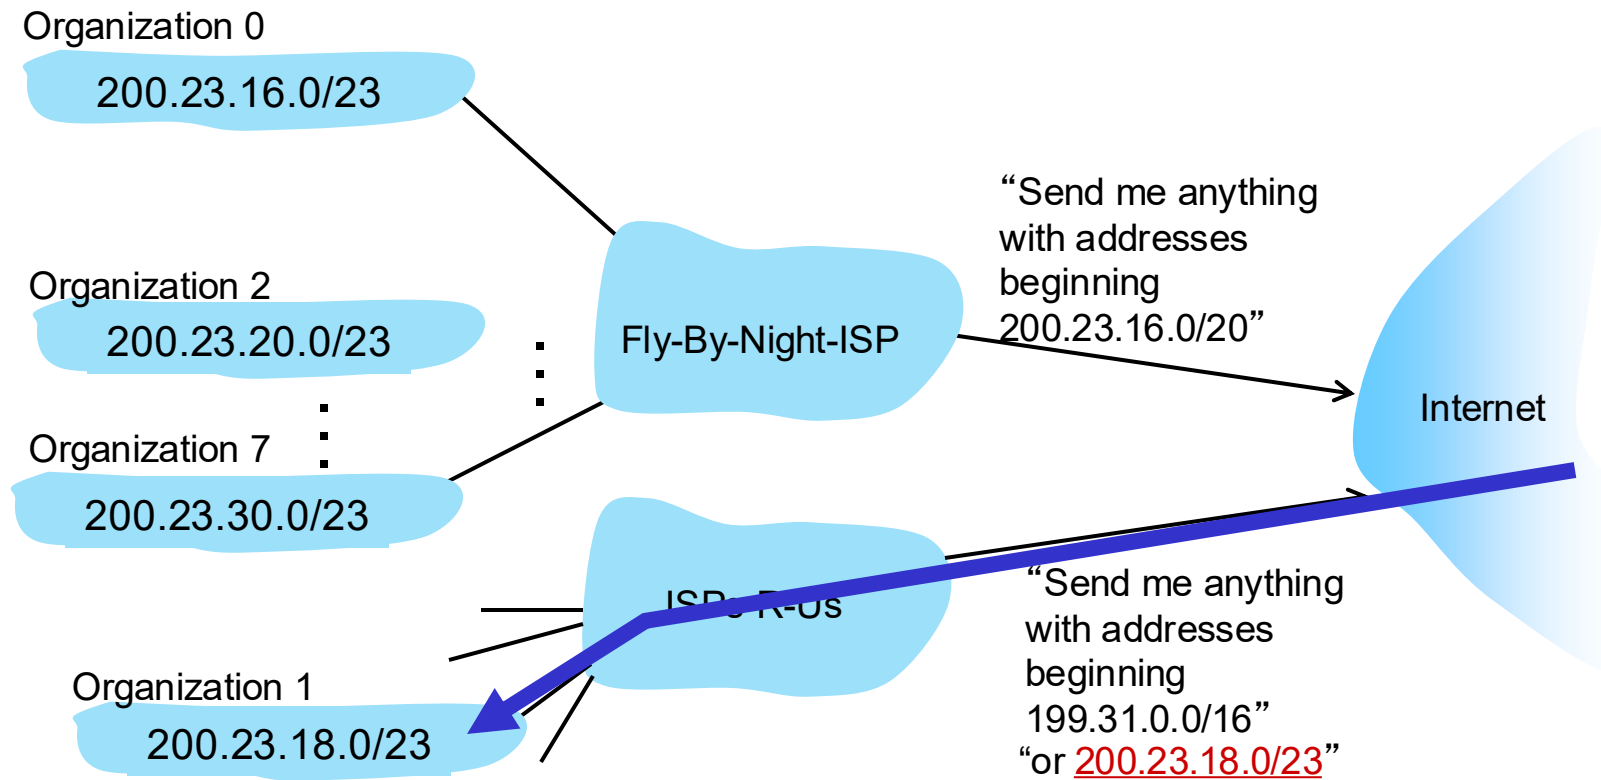 Organization 0
200.23.16.0/23
Organization 2
200.23.20.0/23
Organization 7
200.23.30.0/23
Fly-By-Night-ISP
“Send me anything
with addresses
beginning
200.23.16.0/20”
Internet
ISPs-R-Us
“Send me anything
with addresses
beginning
199.31.0.0/16”
“or 200.23.18.0/23”
Organization 1
200.23.18.0/23